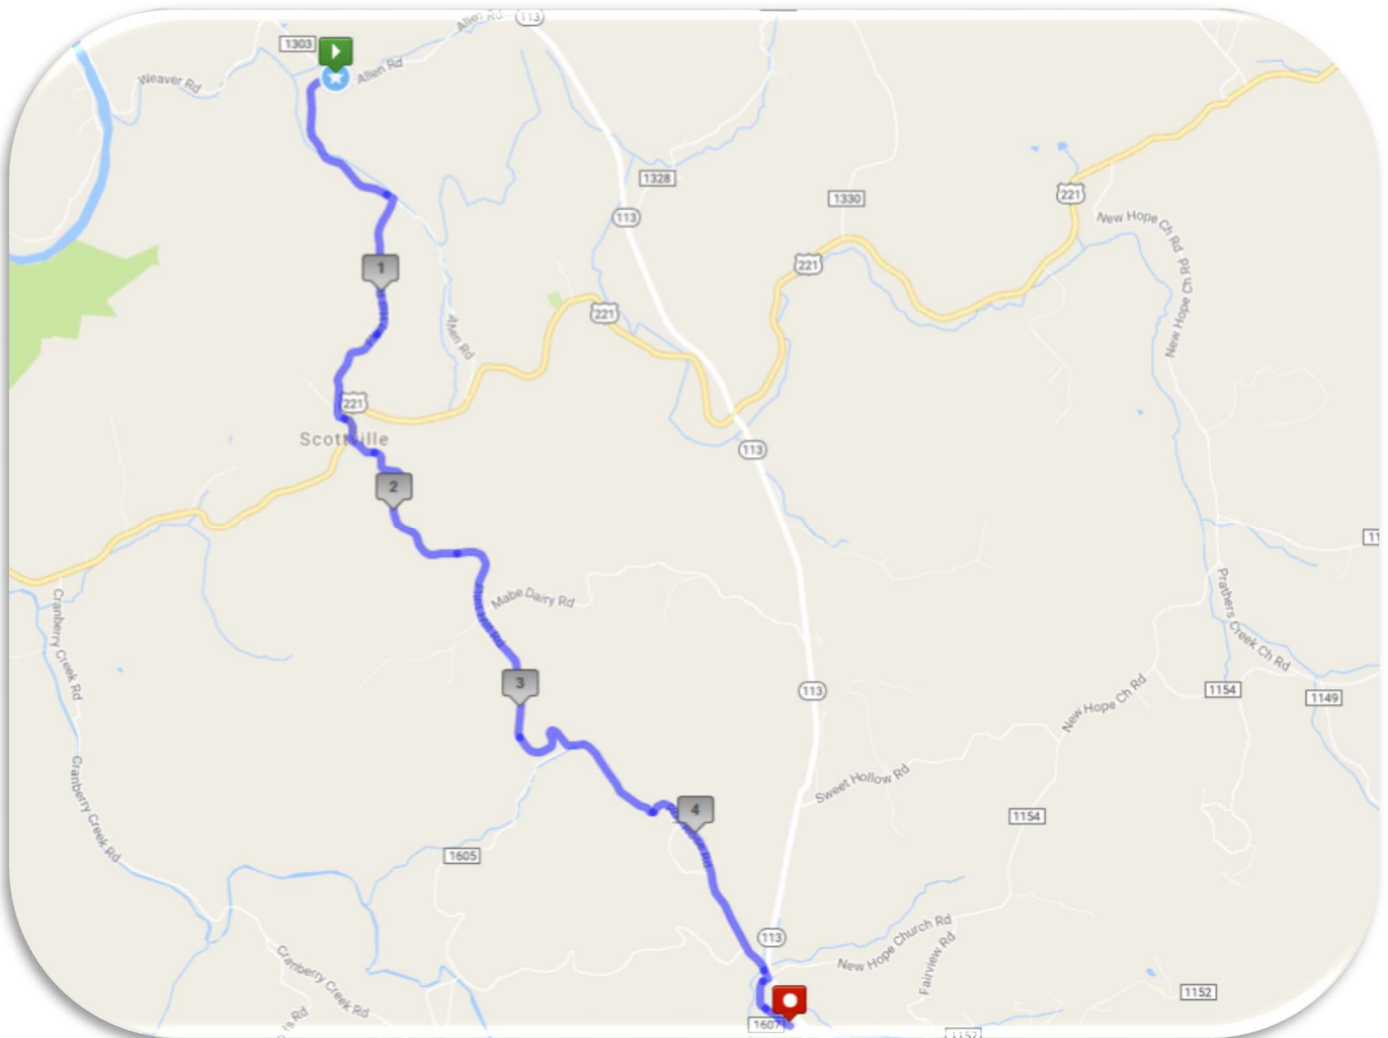 Allen Rd
113
1303
Allen Rd
Weaver Rd
1328
221
1330
113
New Hope Ch Rd
221
1
New Hope Ch Rd
221
Allen Rd
221
Scottville
113
2
Mabe Dairy Rd
Cranberry Creek Rd
Prathers Creek Ch Rd
3
113
1154
1149
New Hope Ch Rd
Sweet Hollow Rd
Cranberry Creek Rd
4
1154
1605
113
New Hope Church Rd
Fairview Rd
Cranberry Creek Rd
1152
1607
1152